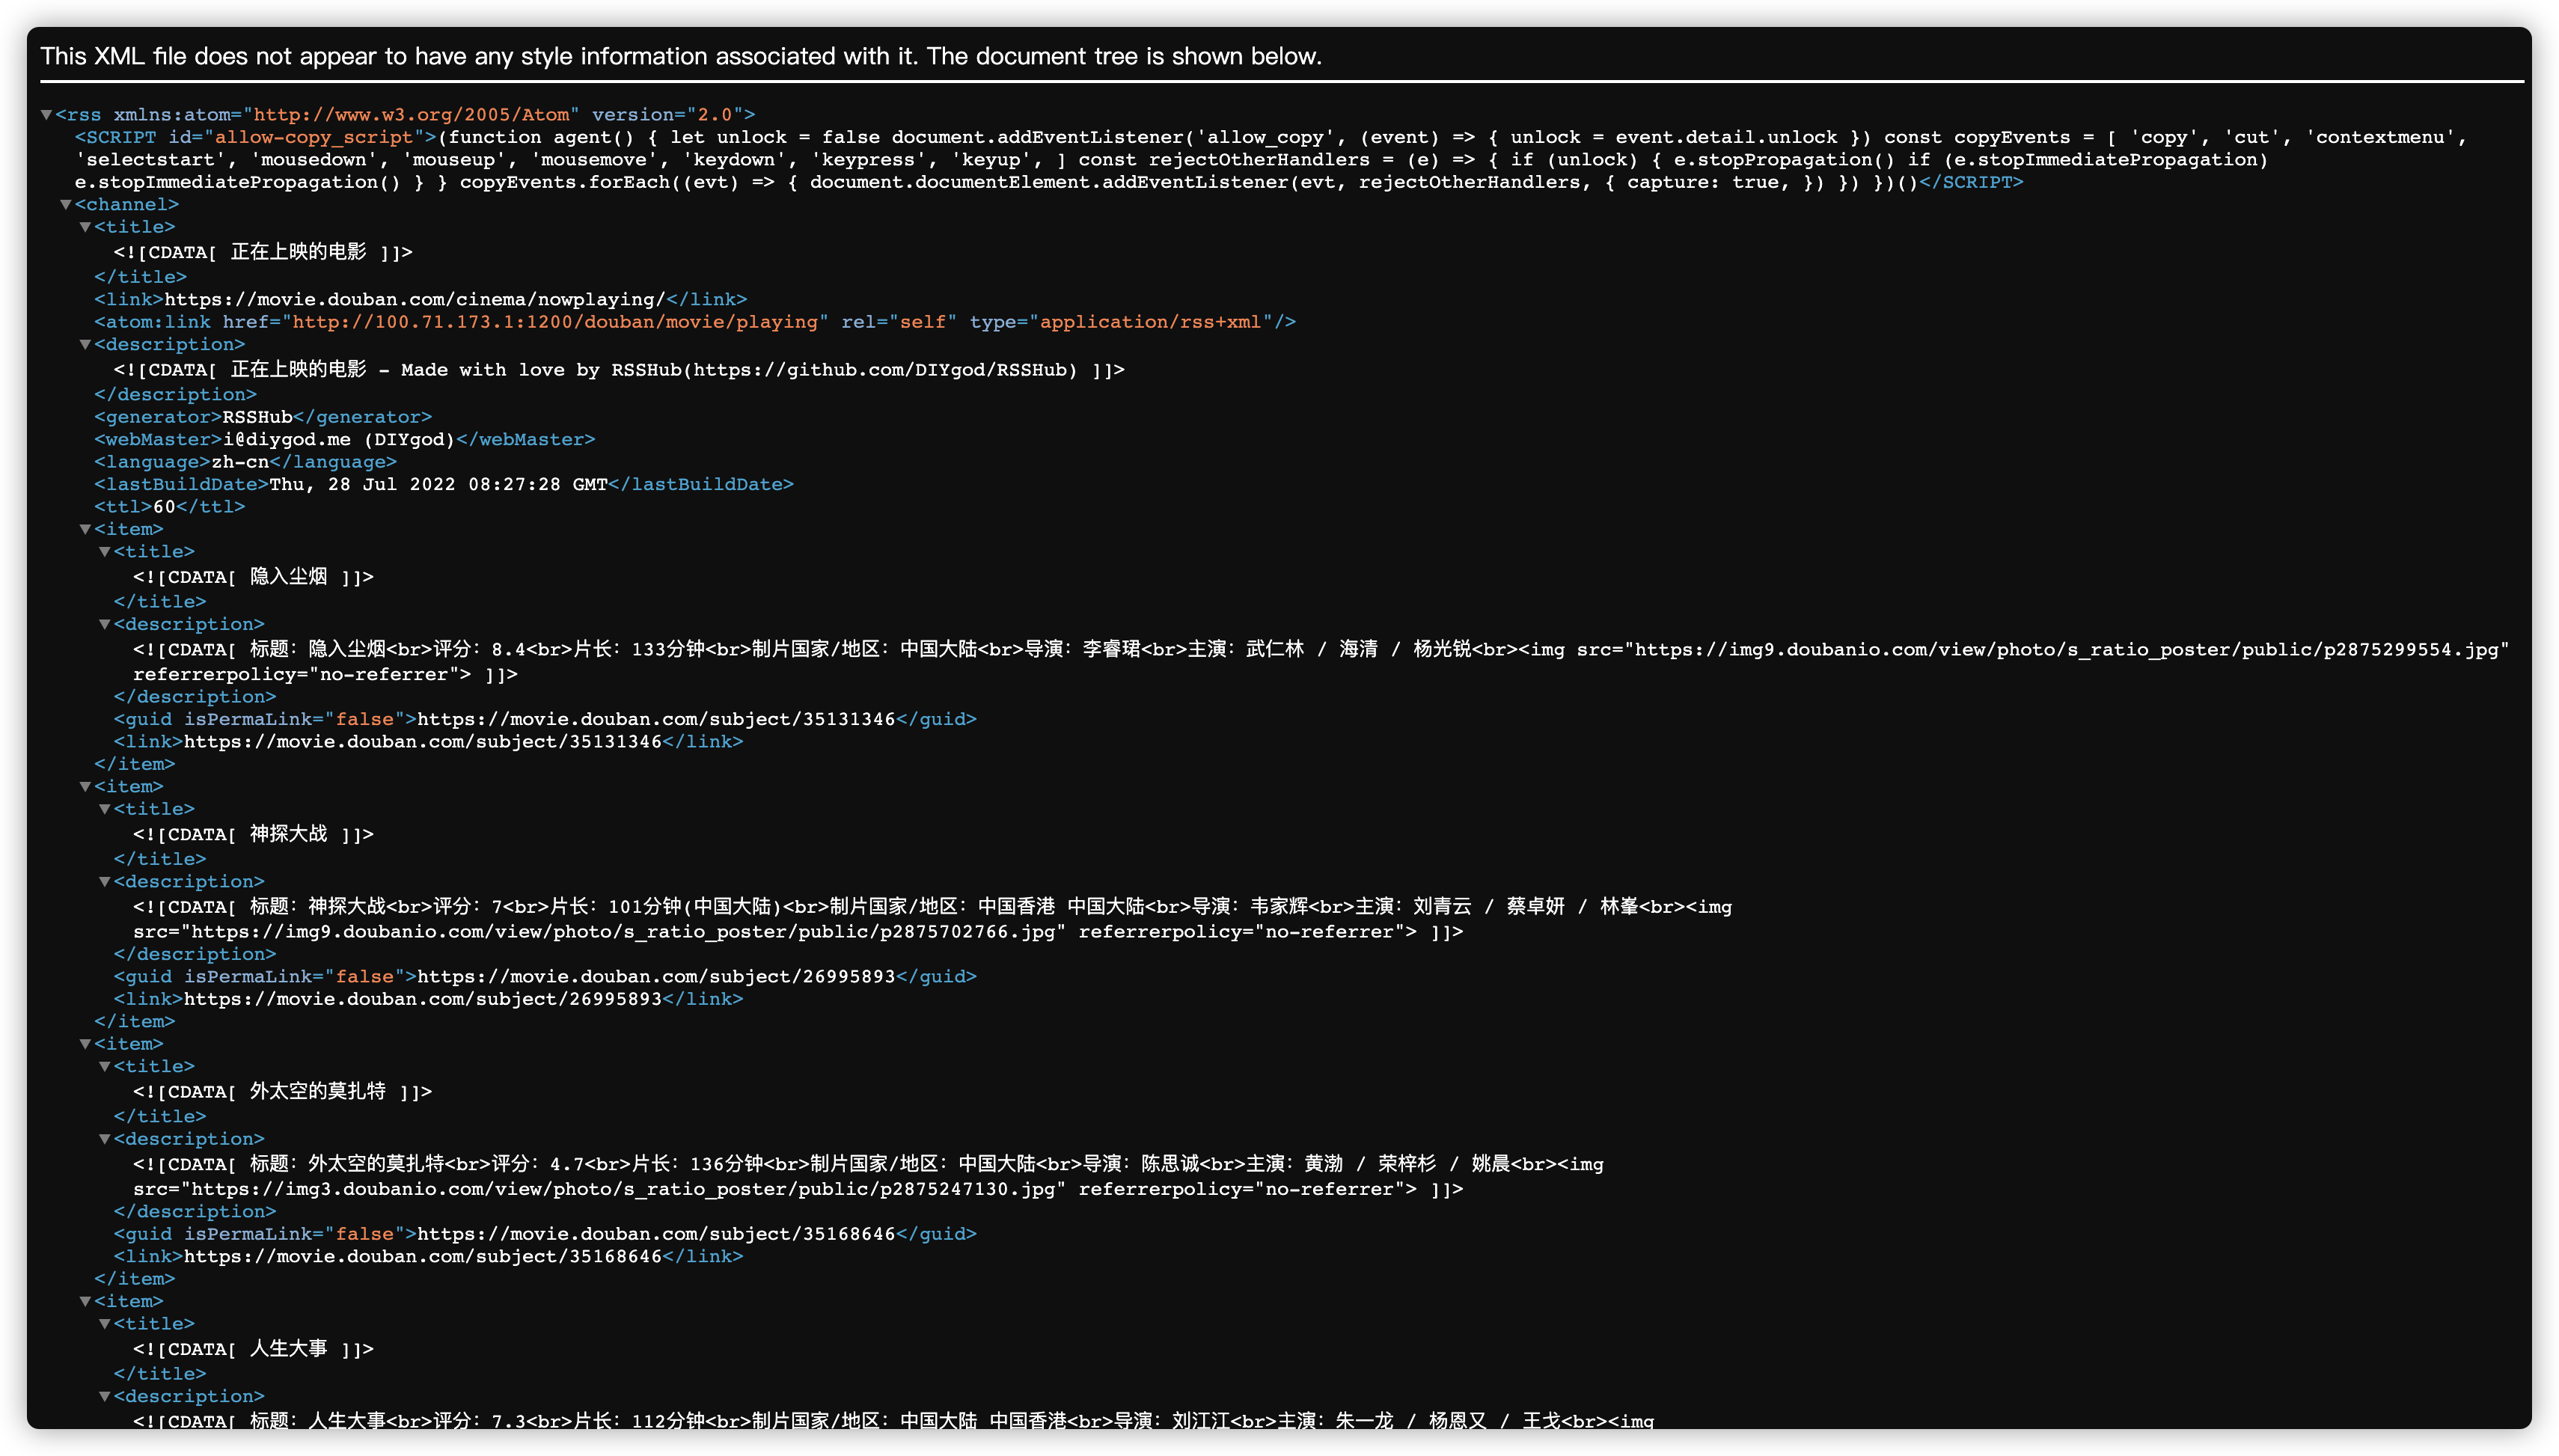 This XML file does not appear to have any style information associated with it. The document tree is shown below.
▼<rss xmlns:atom="http://www.w3.org/2005/Atom" version="2.0">
<SCRIPT id="allow-copy_script">(function agent() { let unlock = false document.addEventListener('allow_copy', (event) => { unlock = event.detail.unlock }) const copyEvents = [ 'copy', 'cut', 'contextmenu',
'selectstart', 'mousedown', 'mouseup', 'mousemove', 'keydown', 'keypress', 'keyup', ] const rejectOtherHandlers = (e) => { if (unlock) { e.stopPropagation() if (e.stopImmediatePropagation)
e.stopImmediatePropagation() } } copyEvents.forEach((evt) => { document.documentElement.addEventListener(evt, rejectOtherHandlers, { capture: true, }) }) })()</SCRIPT>
▼<channel>
▼<title>
<![CDATA[ 正在上映的电影 ]]>
</title>
<link>https://movie.douban.com/cinema/nowplaying/</link>
<atom:link href="http://100.71.173.1:1200/douban/movie/playing" rel="self" type="application/rss+xml"/>
▼<description>
<![CDATA[ 正在上映的电影 - Made with love by RSSHub(https://github.com/DIYgod/RSSHub) ]]>
</description>
<generator>RSSHub</generator>
<webMaster>i@diygod.me (DIYgod)</webMaster>
<language>zh-cn</language>
<lastBuildDate>Thu, 28 Jul 2022 08:27:28 GMT</lastBuildDate>
<ttl>60</ttl>
▼<item>
▼<title>
<![CDATA[ 隐入尘烟 ]]>
</title>
▼<description>
<![CDATA[ 标题：隐入尘烟<br>评分：8.4<br>片长：133分钟<br>制片国家/地区：中国大陆<br>导演：李睿珺<br>主演：武仁林 / 海清 / 杨光锐<br><img src="https://img9.doubanio.com/view/photo/s_ratio_poster/public/p2875299554.jpg"
referrerpolicy="no-referrer"> ]]>
</description>
<guid isPermaLink="false">https://movie.douban.com/subject/35131346</guid>
<link>https://movie.douban.com/subject/35131346</link>
</item>
▼<item>
▼<title>
<![CDATA[ 神探大战 ]]>
</title>
▼<description>
<![CDATA[ 标题：神探大战<br>评分：7<br>片长：101分钟(中国大陆)<br>制片国家/地区：中国香港 中国大陆<br>导演：韦家辉<br>主演：刘青云 / 蔡卓妍 / 林峯<br><img
src="https://img9.doubanio.com/view/photo/s_ratio_poster/public/p2875702766.jpg" referrerpolicy="no-referrer"> ]]>
</description>
<guid isPermaLink="false">https://movie.douban.com/subject/26995893</guid>
<link>https://movie.douban.com/subject/26995893</link>
</item>
▼<item>
▼<title>
<![CDATA[ 外太空的莫扎特 ]]>
</title>
▼<description>
<![CDATA[ 标题：外太空的莫扎特<br>评分：4.7<br>片长：136分钟<br>制片国家/地区：中国大陆<br>导演：陈思诚<br>主演：黄渤 / 荣梓杉 / 姚晨<br><img
src="https://img3.doubanio.com/view/photo/s_ratio_poster/public/p2875247130.jpg" referrerpolicy="no-referrer"> ]]>
</description>
<guid isPermaLink="false">https://movie.douban.com/subject/35168646</guid>
<link>https://movie.douban.com/subject/35168646</link>
</item>
▼<item>
▼<title>
<![CDATA[ 人生大事 ]]>
</title>
▼<description>
<![CDATA[ 标题：人生大事<br>评分：7.3<br>片长：112分钟<br>制片国家/地区：中国大陆 中国香港<br>导演：刘江江<br>主演：朱一龙 / 杨恩又 / 王戈<br><img